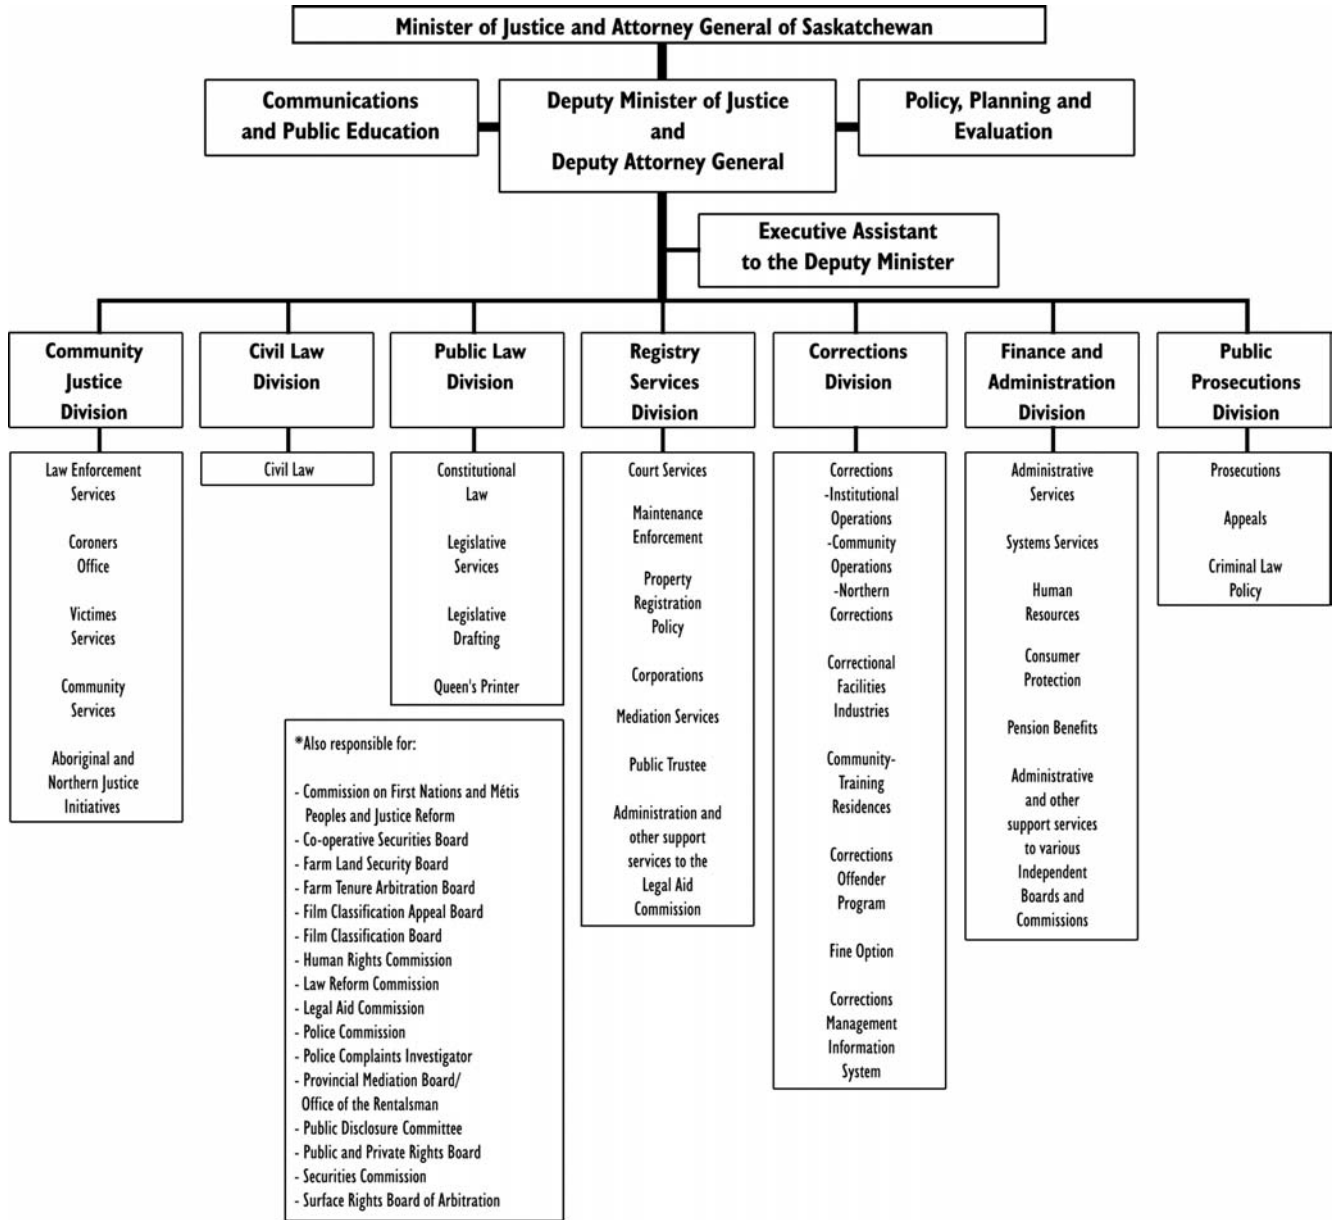 Minister of Justice and Attorney General of Saskatchewan
Communications
and Public Education
Deputy Minister of Justice
and
Deputy Attorney General
Policy, Planning and
Evaluation
Executive Assistant
to the Deputy Minister
Community
Justice
Division
Civil Law
Division
Public Law
Division
Registry
Services
Division
Corrections
Division
Finance and
Administration
Division
Public
Prosecutions
Division
Law Enforcement
Services
Coroners
Office
Victimes
Services
Community
Services
Aboriginal and
Northern Justice
Initiatives
Civil Law
Constitutional
Law
Legislative
Services
Legislative
Drafting
Queen's Printer
*Also responsible for:
- Commission on First Nations and Métis
Peoples and Justice Reform
- Co-operative Securities Board
- Farm Land Security Board
- Farm Tenure Arbitration Board
- Film Classification Appeal Board
- Film Classification Board
- Human Rights Commission
- Law Reform Commission
- Legal Aid Commission
- Police Commission
- Police Complaints Investigator
- Provincial Mediation Board/
Office of the Rentalsman
- Public Disclosure Committee
- Public and Private Rights Board
- Securities Commission
- Surface Rights Board of Arbitration
Court Services
Maintenance
Enforcement
Property
Registration
Policy
Corporations
Mediation Services
Public Trustee
Administration and
other support
services to the
Legal Aid
Commission
Corrections
-Institutional
Operations
-Community
Operations
-Northern
Corrections
Correctional
Facilities
Industries
Community-
Training
Residences
Corrections
Offender
Program
Fine Option
Corrections
Management
Information
System
Administrative
Services
Systems Services
Human
Resources
Consumer
Protection
Pension Benefits
Administrative
and other
support services
to various
Independent
Boards and
Commissions
Prosecutions
Appeals
Criminal Law
Policy